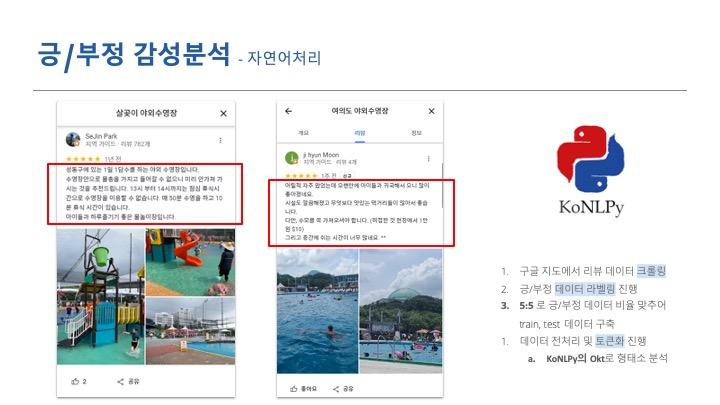 긍/부정 감성분석 - 자연어처리
살곶이 야외수영장
SeJin Park
지역 가이드 · 리뷰 782개
1년 전
성동구에 있는 1일 1담수를 하는 야외 수영장입니다.
수영장안으로 물총을 가지고 들어갈 수 없으니 미리 안가져 가
시는 것을 추천드립니다. 13시 부터 14시까지는 점심 휴식시
간으로 수영장을 이용할 수 없습니다. 매 50분 수영을 하고 10
분 휴식 시간이 있습니다.
아이들과 하루즐기기 좋은 물놀이장입니다.
2
공유
여의도 야외수영장
개요
리뷰
정보
ji hyun Moon
지역 가이드 · 리뷰 4개
1주 전
신규
어릴적 자주 왔었는데 오랜만에 아이들과 귀국해서 오니 많이
좋아졌네요.
시설도 깔끔해졌고 무엇보다 맛있는 먹거리들이 많아서 좋습
니다.
다만, 수모를 꼭 가져오셔야 합니다. (허접한 것 현장에서 1만
원 $10)
그리고 중간에 쉬는 시간이 너무 많네요. ^^
좋아요
공유
KoNLPy
1. 구글 지도에서 리뷰 데이터 크롤링
2. 긍/부정 데이터 라벨링 진행
3. 5:5 로 긍/부정 데이터 비율 맞추어
train, test 데이터 구축
1. 데이터 전처리 및 토큰화 진행
a. KoNLPy의 Okt로 형태소 분석